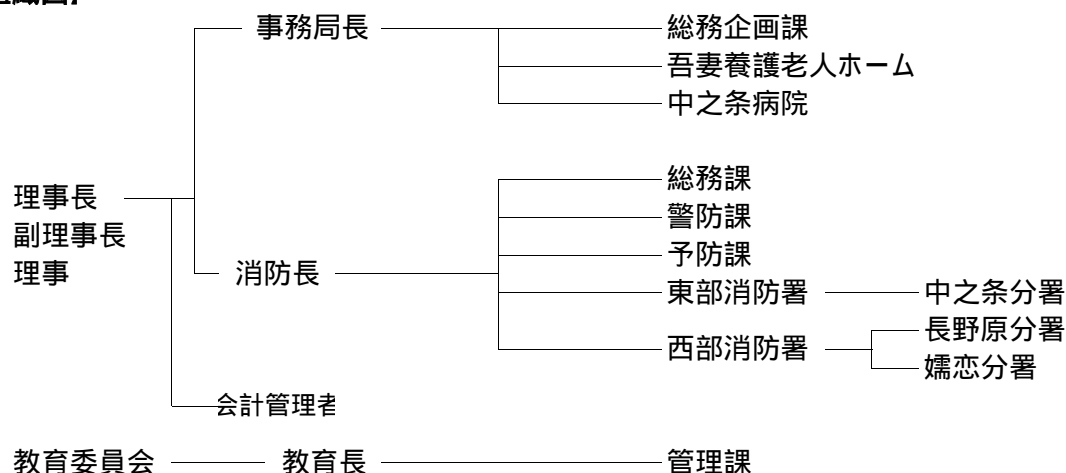 事務局長 総務企画課
吾妻養護老人ホーム
中之条病院
総務課
理事長
警防課
副理事長
予防課
理事 消防長
東部消防署 中之条分署
長野原分署
西部消防署
嬬恋分署
会計管理者
教育委員会 教育長 管理課